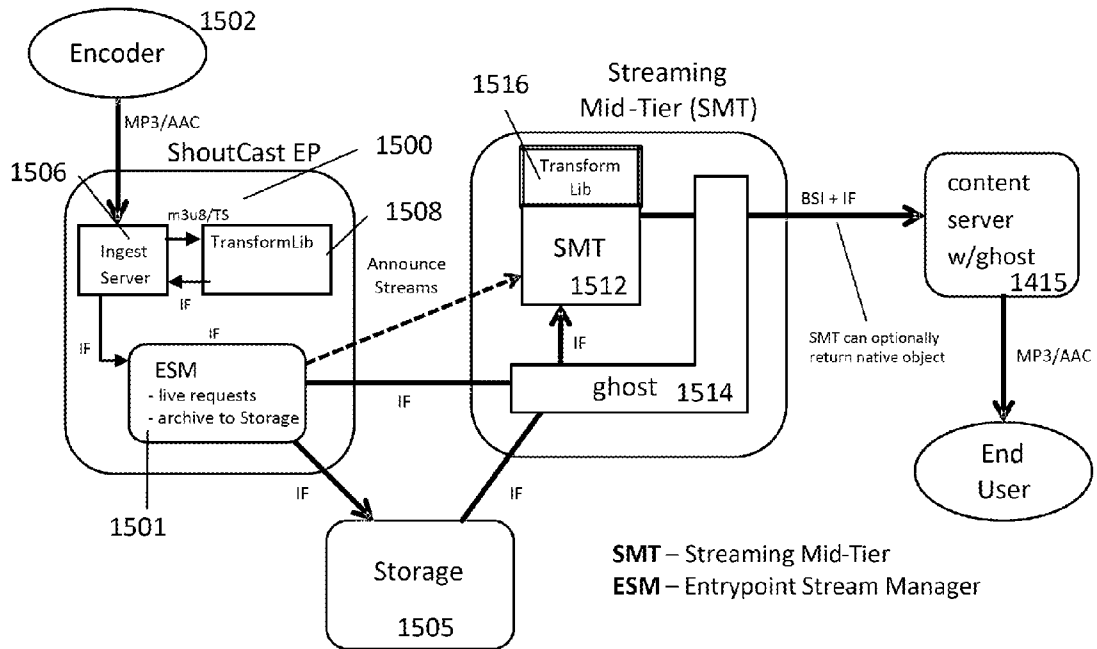 1502
Encoder
MP3/AAC
ShoutCast EP
1500
1506
m3u8/TS
1508
Ingest
Server
TransformLib
IF
IF
IF
ESM
- live requests
- archive to Storage
1501
Announce
Streams
IF
IF
IF
Storage
1505
Streaming
Mid-Tier (SMT)
1516
Transform
Lib
SMT
1512
IF
ghost
1514
BSI + IF
content
server
w/ghost
1415
SMT can optionally
return native object
MP3/AAC
End
User
SMT – Streaming Mid-Tier
ESM – Entrypoint Stream Manager